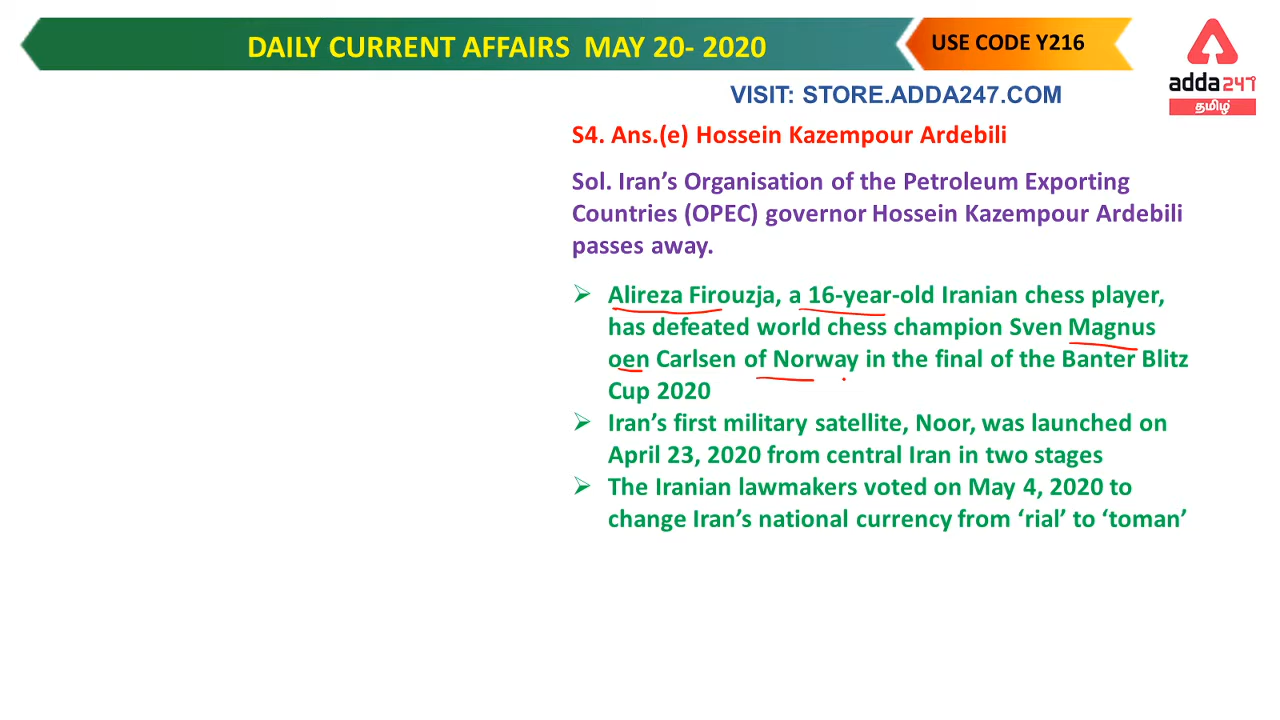 DAILY CURRENT AFFAIRS MAY 20- 2020
USE CODE Y216
adda247
தமிழ்
VISIT: STORE.ADDA247.COM
S4. Ans.(e) Hossein Kazempour Ardebili
Sol. Iran’s Organisation of the Petroleum Exporting
Countries (OPEC) governor Hossein Kazempour Ardebili
passes away.
Alireza Firouzja, a 16-year-old Iranian chess player,
has defeated world chess champion Sven Magnus
oen Carlsen of Norway in the final of the Banter Blitz
Cup 2020
Iran’s first military satellite, Noor, was launched on
April 23, 2020 from central Iran in two stages
The Iranian lawmakers voted on May 4, 2020 to
change Iran’s national currency from ‘rial’ to ‘toman’